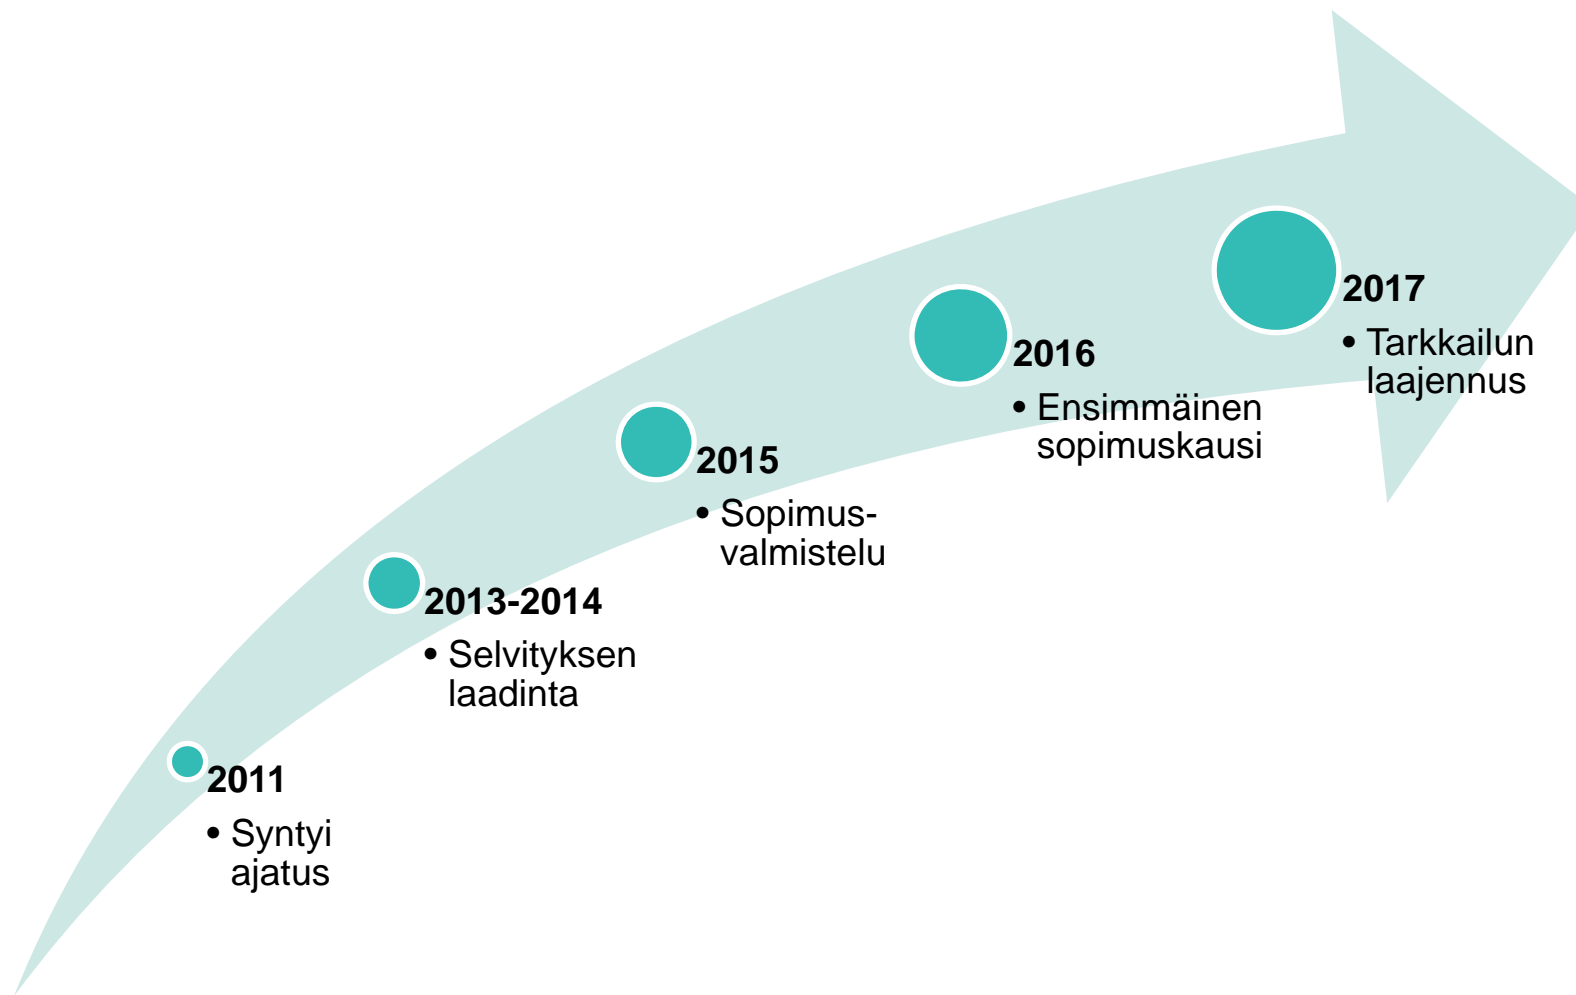 2011
• Syntyi
ajatus
2013-2014
• Selvityksen
laadinta
2015
• Sopimus-
valmistelu
2016
• Ensimmäinen
sopimuskausi
2017
• Tarkkailun
laajennus